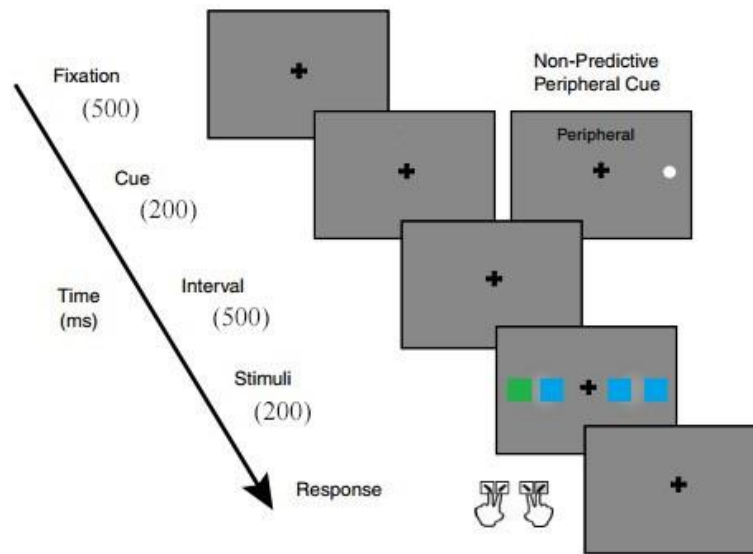 Fixation
(500)
Non-Predictive
Peripheral Cue
Peripheral
Cue
(200)
Interval
(500)
Time
(ms)
Stimuli
(200)
Response